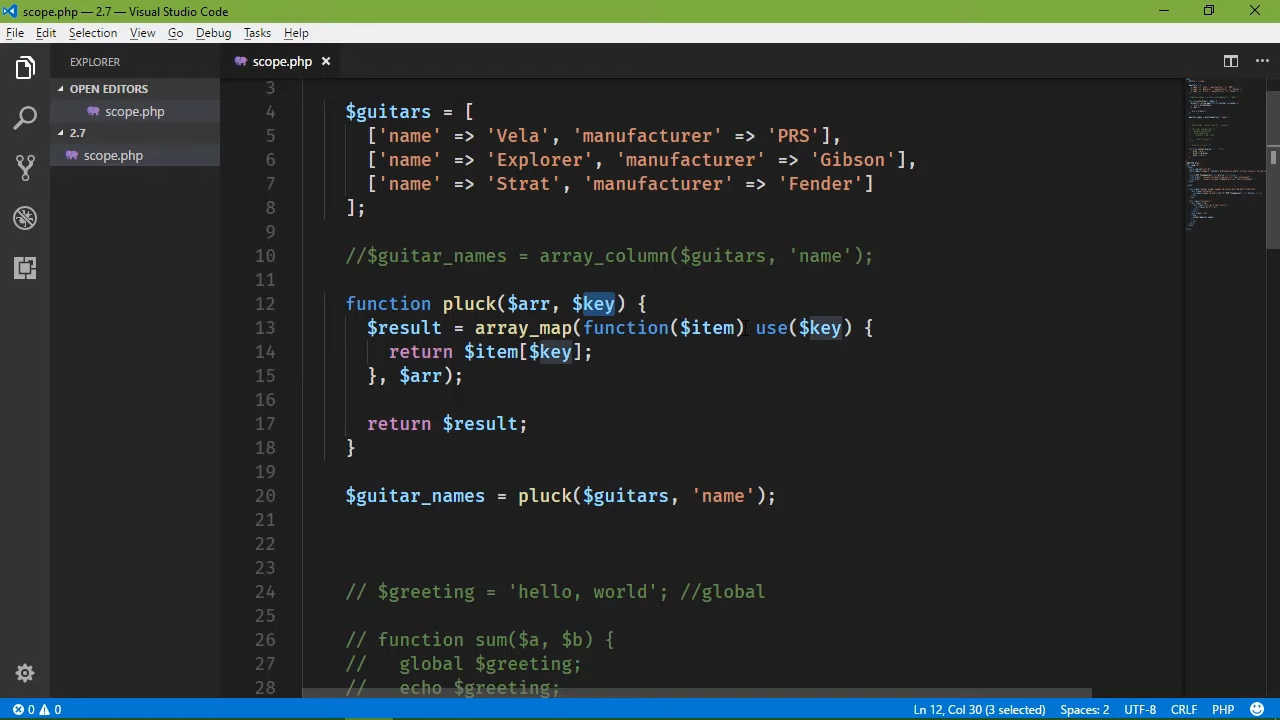 scope.php — 2.7 — Visual Studio Code
File Edit Selection View Go Debug Tasks Help
EXPLORER
OPEN EDITORS
scope.php
2.7
scope.php
scope.php
3
4 $guitars = [
5 ['name' => 'Vela', 'manufacturer' => 'PRS'],
6 ['name' => 'Explorer', 'manufacturer' => 'Gibson'],
7 ['name' => 'Strat', 'manufacturer' => 'Fender']
8 ];
9
10 //$guitar_names = array_column($guitars, 'name');
11
12 function pluck($arr, $key) {
13 $result = array_map(function($item) use($key) {
14 return $item[$key];
15 }, $arr);
16
17 return $result;
18 }
19
20 $guitar_names = pluck($guitars, 'name');
21
22
23
24 // $greeting = 'hello, world'; //global
25
26 // function sum($a, $b) {
27 // global $greeting;
28 // echo $greeting;
0 0 Ln 12, Col 30 (3 selected) Spaces: 2 UTF-8 CRLF PHP